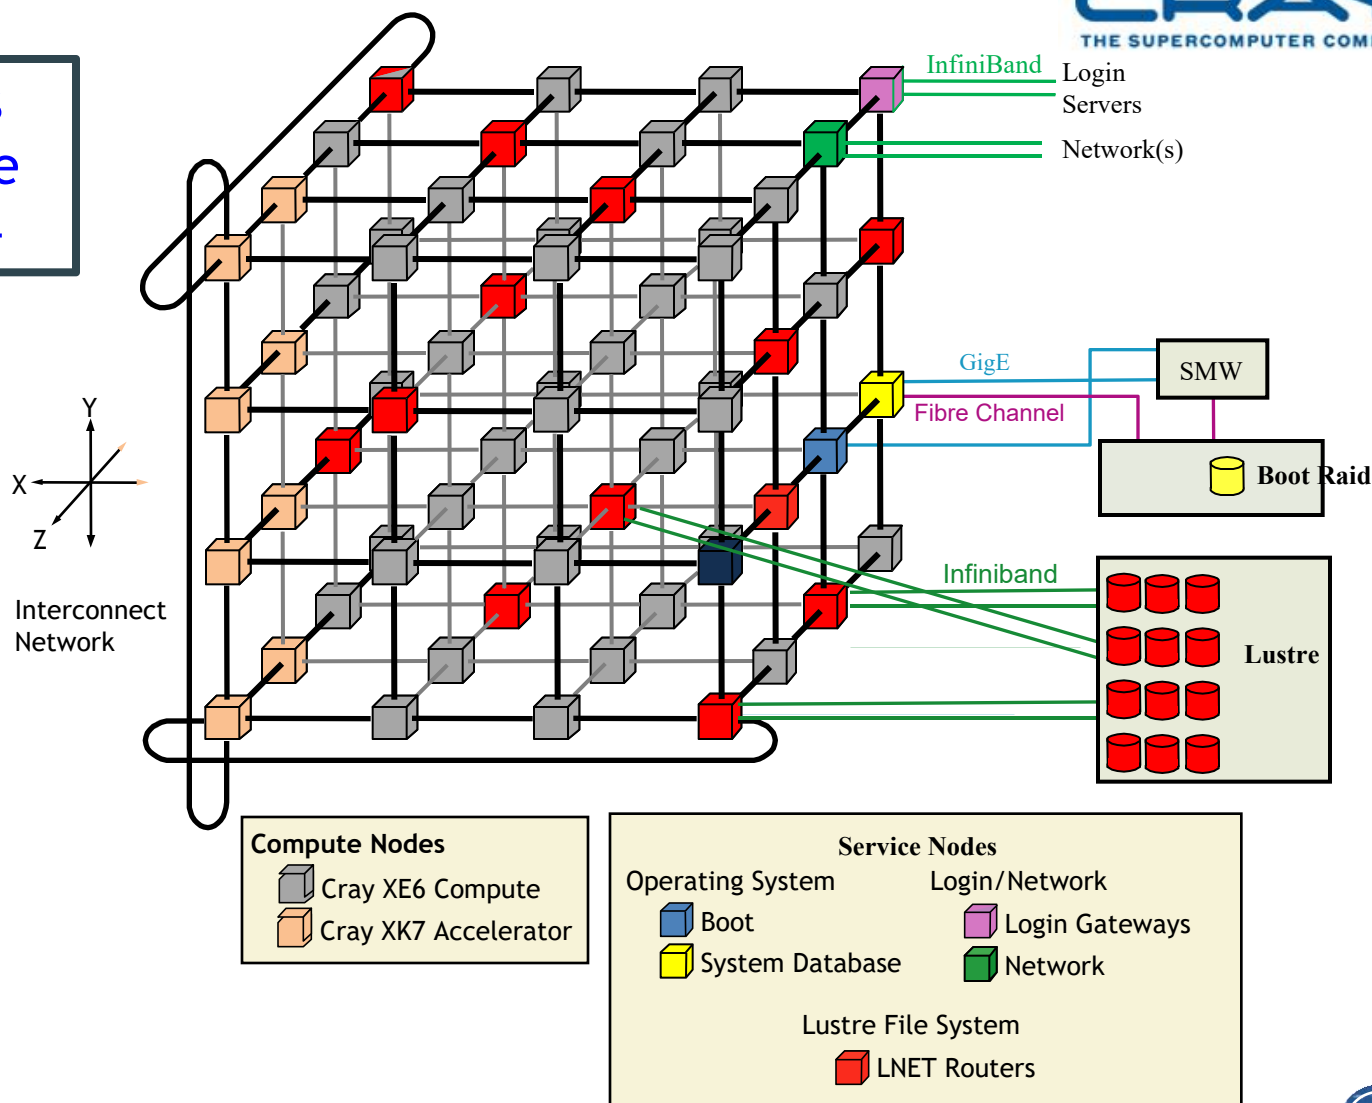 THE SUPERCOMPUTER
InfiniBand
Login
Servers
Network(s)
GigE
SMW
Fibre Channel
Boot Raid
Y
X
Z
Interconnect
Network
Infiniband
Lustre
Compute Nodes
Cray XE6 Compute
Cray XK7 Accelerator
Service Nodes
Operating System
Login/Network
Boot
Login Gateways
System Database
Network
Lustre File System
LNET Routers